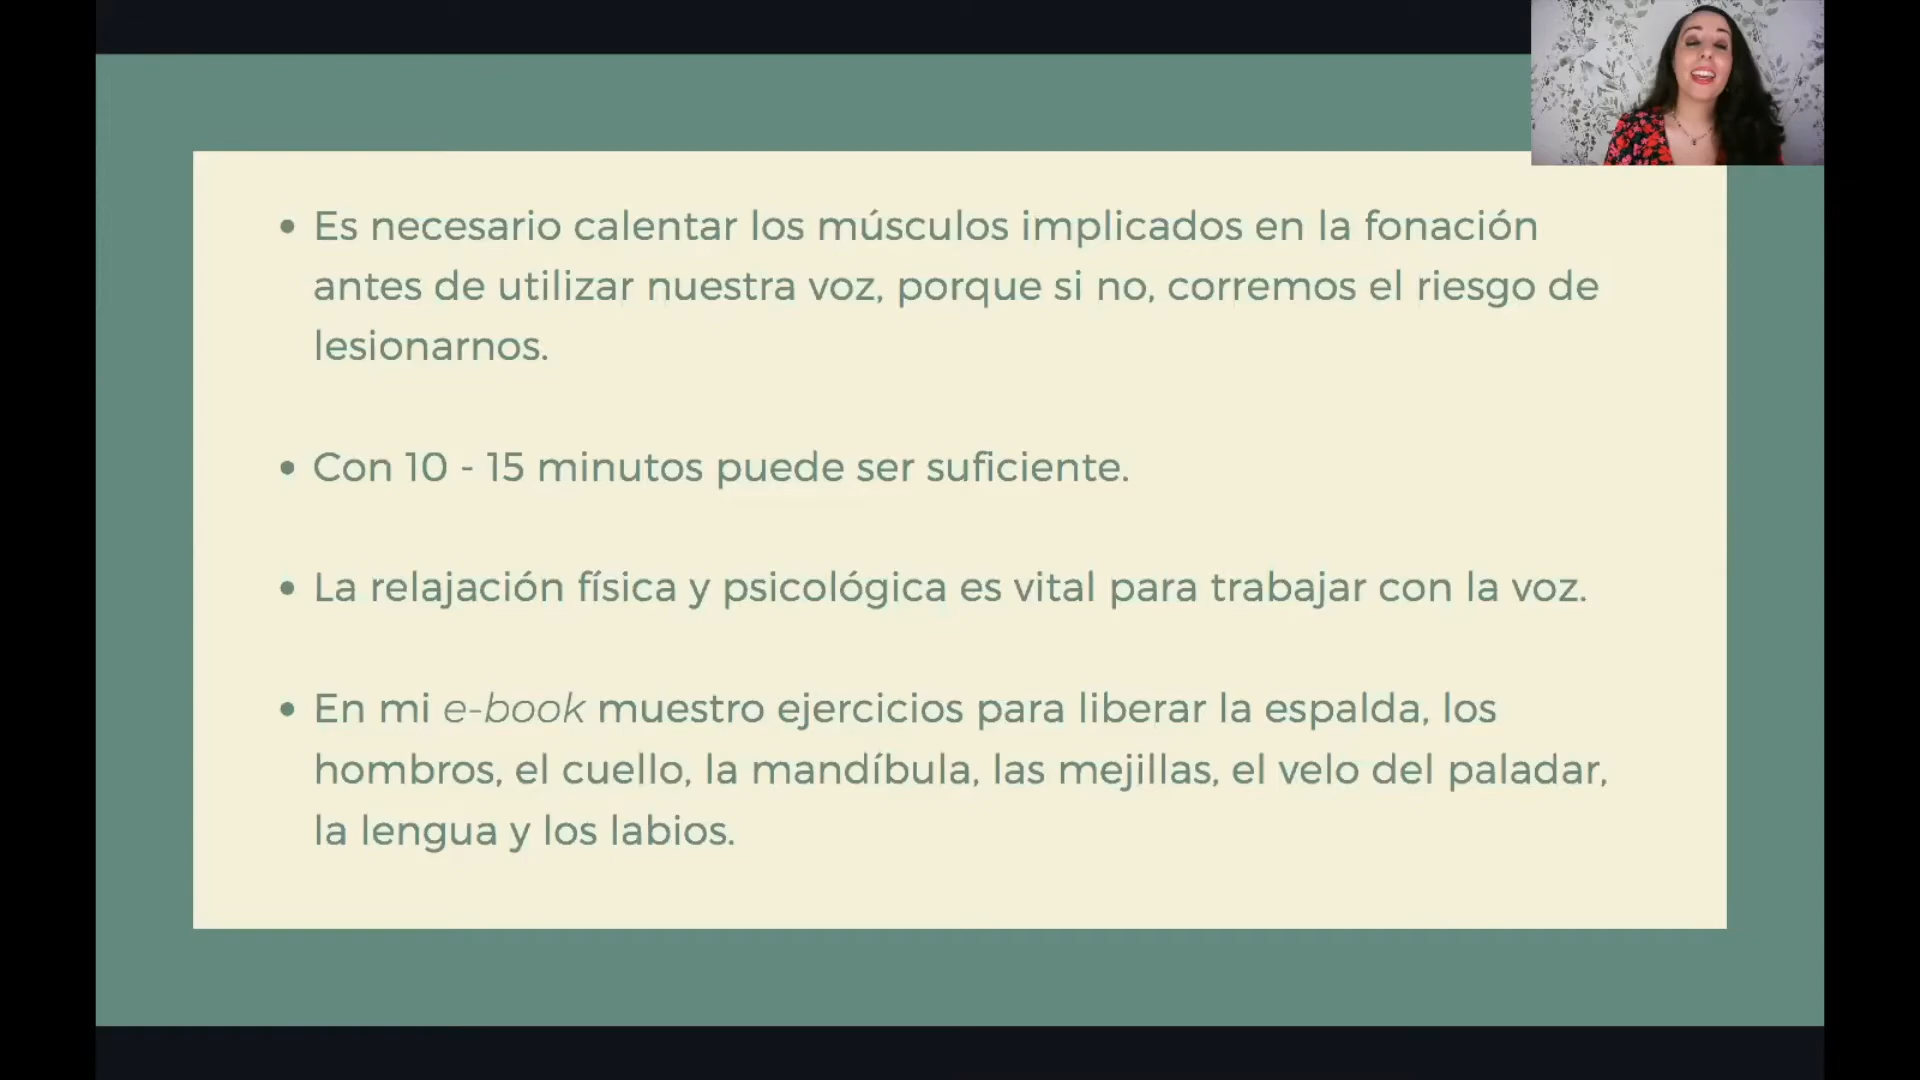 • Es necesario calentar los músculos implicados en la fonación
antes de utilizar nuestra voz, porque si no, corremos el riesgo de
lesionarnos.
• Con 10 - 15 minutos puede ser suficiente.
• La relajación física y psicológica es vital para trabajar con la voz.
• En mi e-book muestro ejercicios para liberar la espalda, los
hombros, el cuello, la mandíbula, las mejillas, el velo del paladar,
la lengua y los labios.